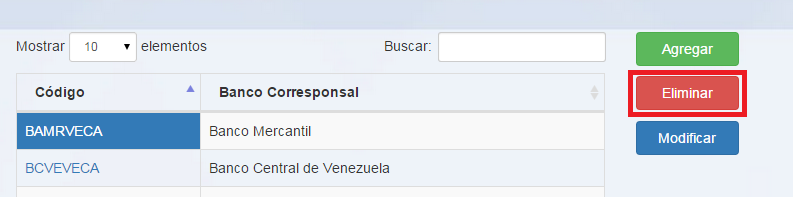 Mostrar 10 elementos Buscar: Agregar
Eliminar
Código Banco Corresponsal
BAMRVECA Banco Mercantil Modificar
BCVEVECA Banco Central de Venezuela